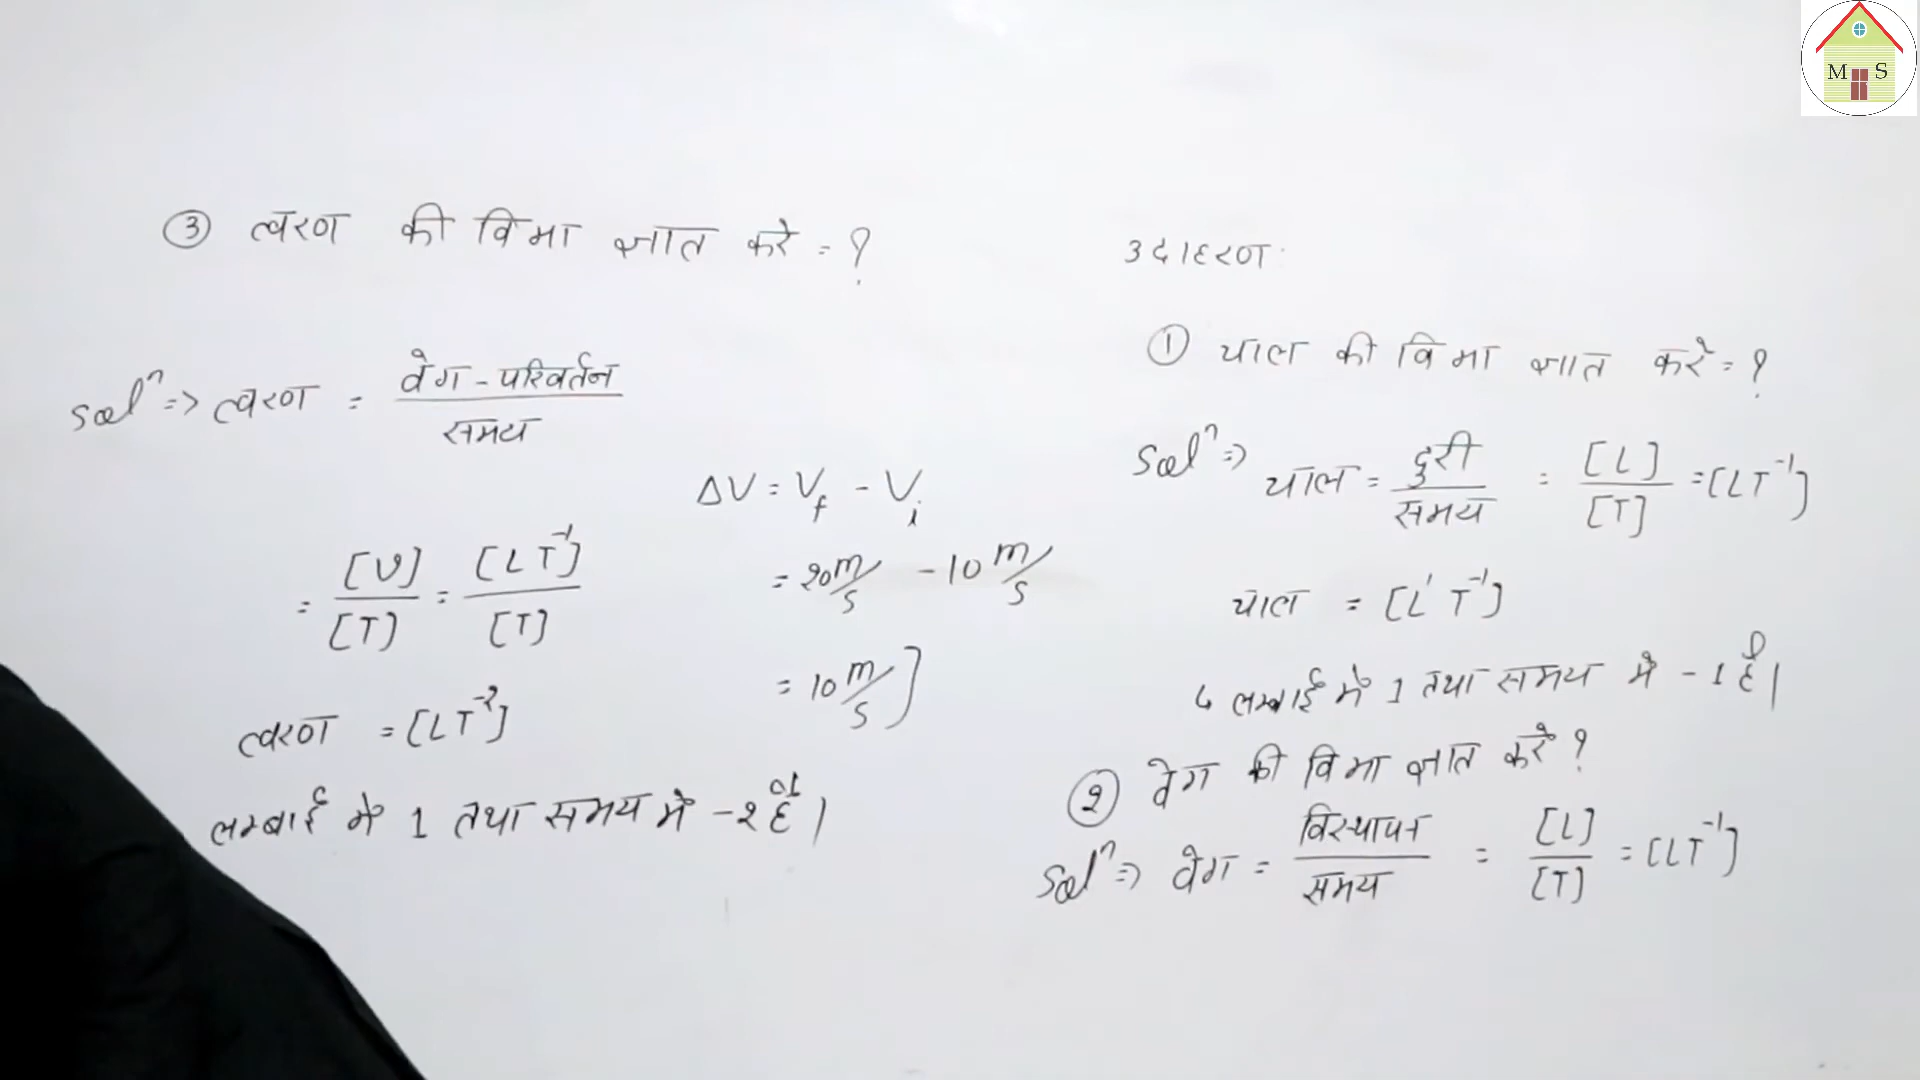 उदाहरण:
① चाल की विमा ज्ञात करे = ?
Solⁿ => चाल = दुरी / समय = [L] / [T] = [LT⁻¹]
चाल = [L¹ T⁻¹]
↳ लम्बाई में 1 तथा समय में -1 है।
② वेग की विमा ज्ञात करें ?
Solⁿ => वेग = विस्थापन / समय = [L] / [T] = [LT⁻¹]
③ त्वरण की विमा ज्ञात करे = ?
Solⁿ => त्वरण = वेग - परिवर्तन / समय
= [V] / [T] = [LT⁻¹] / [T]
त्वरण = [LT⁻²]
लम्बाई में 1 तथा समय में -२ है।
ΔV = V_f - V_i
= २0 m/s - 10 m/s
= 10 m/s]
M S